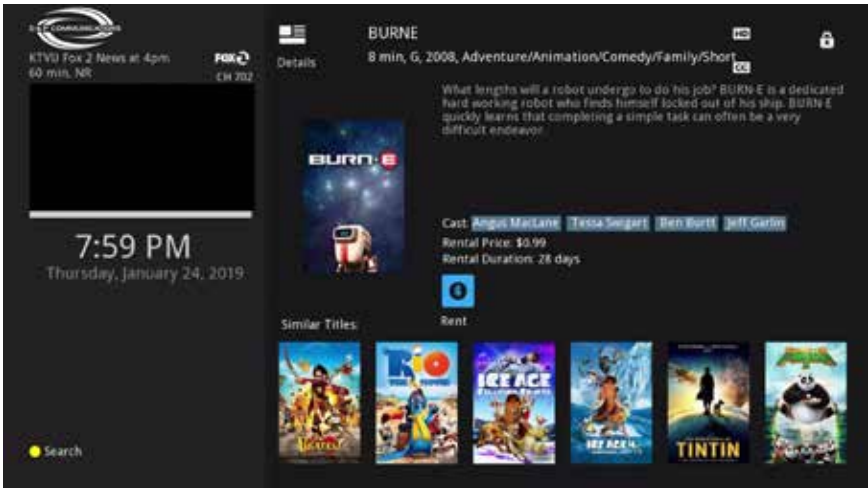 COMMUNICATIONS
KTVU Fox 2 News at 4pm
60 min, NR
FOX 2
CH 702
7:59 PM
Thursday, January 24, 2019
Search
Details
BURNE
HD
8 min, G, 2008, Adventure/Animation/Comedy/Family/Short
CC
What lengths will a robot undergo to do his job? BURN-E is a dedicated
hard working robot who finds himself locked out of his ship. BURN-E
quickly learns that completing a simple task can often be a very
difficult endeavor.
BURN·E
Cast: Angus MacLane Tessa Swigart Ben Burtt Jeff Garlin
Rental Price: $0.99
Rental Duration: 28 days
Rent
Similar Titles:
RIO
ICE AGE
ICE AGE
TINTIN